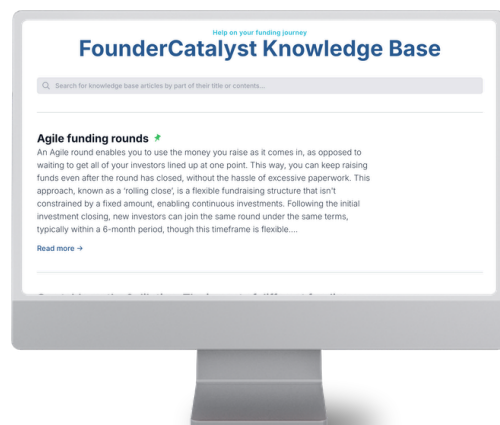 Help on your funding journey
FounderCatalyst Knowledge Base
Search for knowledge base articles by part of their title or contents...
Agile funding rounds
An Agile round enables you to use the money you raise as it comes in, as opposed to
waiting to get all of your investors lined up at one point. This way, you can keep raising
funds even after the round has closed, without the hassle of excessive paperwork. This
approach, known as a ‘rolling close’, is a flexible fundraising structure that isn't
constrained by a fixed amount, enabling continuous investments. Following the initial
investment closing, new investors can join the same round under the same terms,
typically within a 6-month period, though this timeframe is flexible....
Read more →